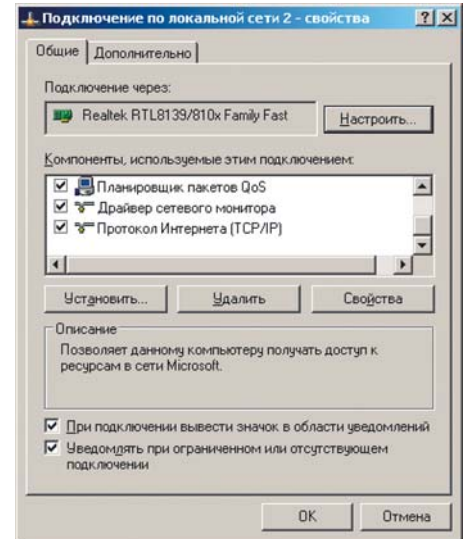 Подключение по локальной сети 2 - свойства
Общие
Дополнительно
Подключение через:
Realtek RTL8139/810x Family Fast
Настроить...
Компоненты, используемые этим подключением:
Планировщик пакетов QoS
Драйвер сетевого монитора
Протокол Интернета (TCP/IP)
Установить...
Удалить
Свойства
Описание
Позволяет данному компьютеру получать доступ к
ресурсам в сети Microsoft.
При подключении вывести значок в области уведомлений
Уведомлять при ограниченном или отсутствующем
подключении
OK
Отмена